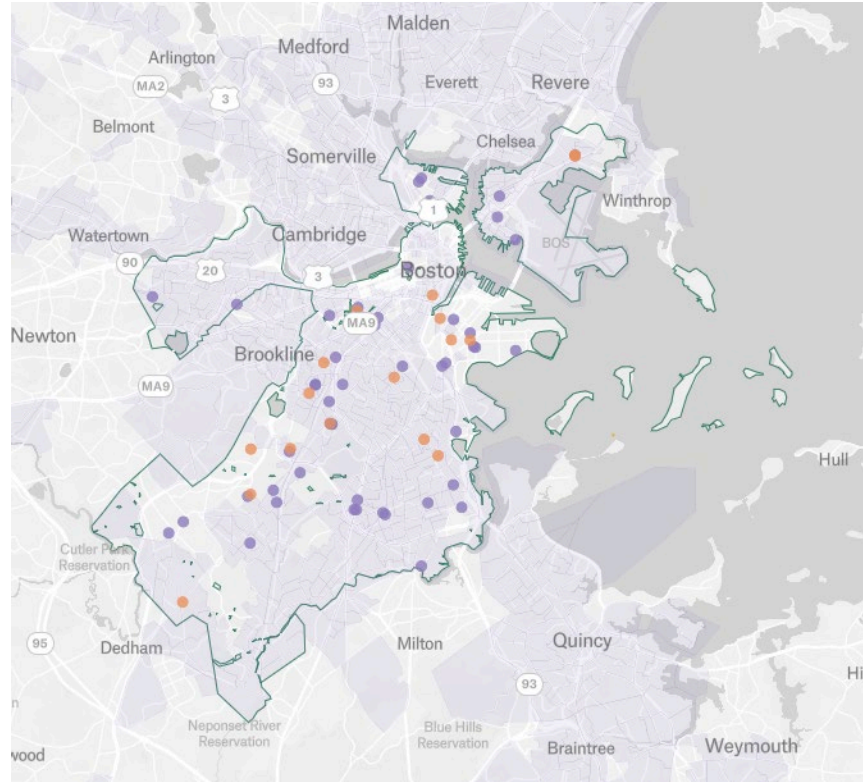 Malden
Medford
Arlington
93
MA2
3
Everett
Revere
Belmont
Chelsea
Somerville
Winthrop
1
Watertown
Cambridge
BOS
90
20
3
Boston
MA9
Newton
Brookline
MA9
Hull
Cutler Park
Reservation
95
Dedham
Milton
Quincy
Hi
93
Neponset River
Reservation
Blue Hills
Reservation
wood
Braintree
Weymouth